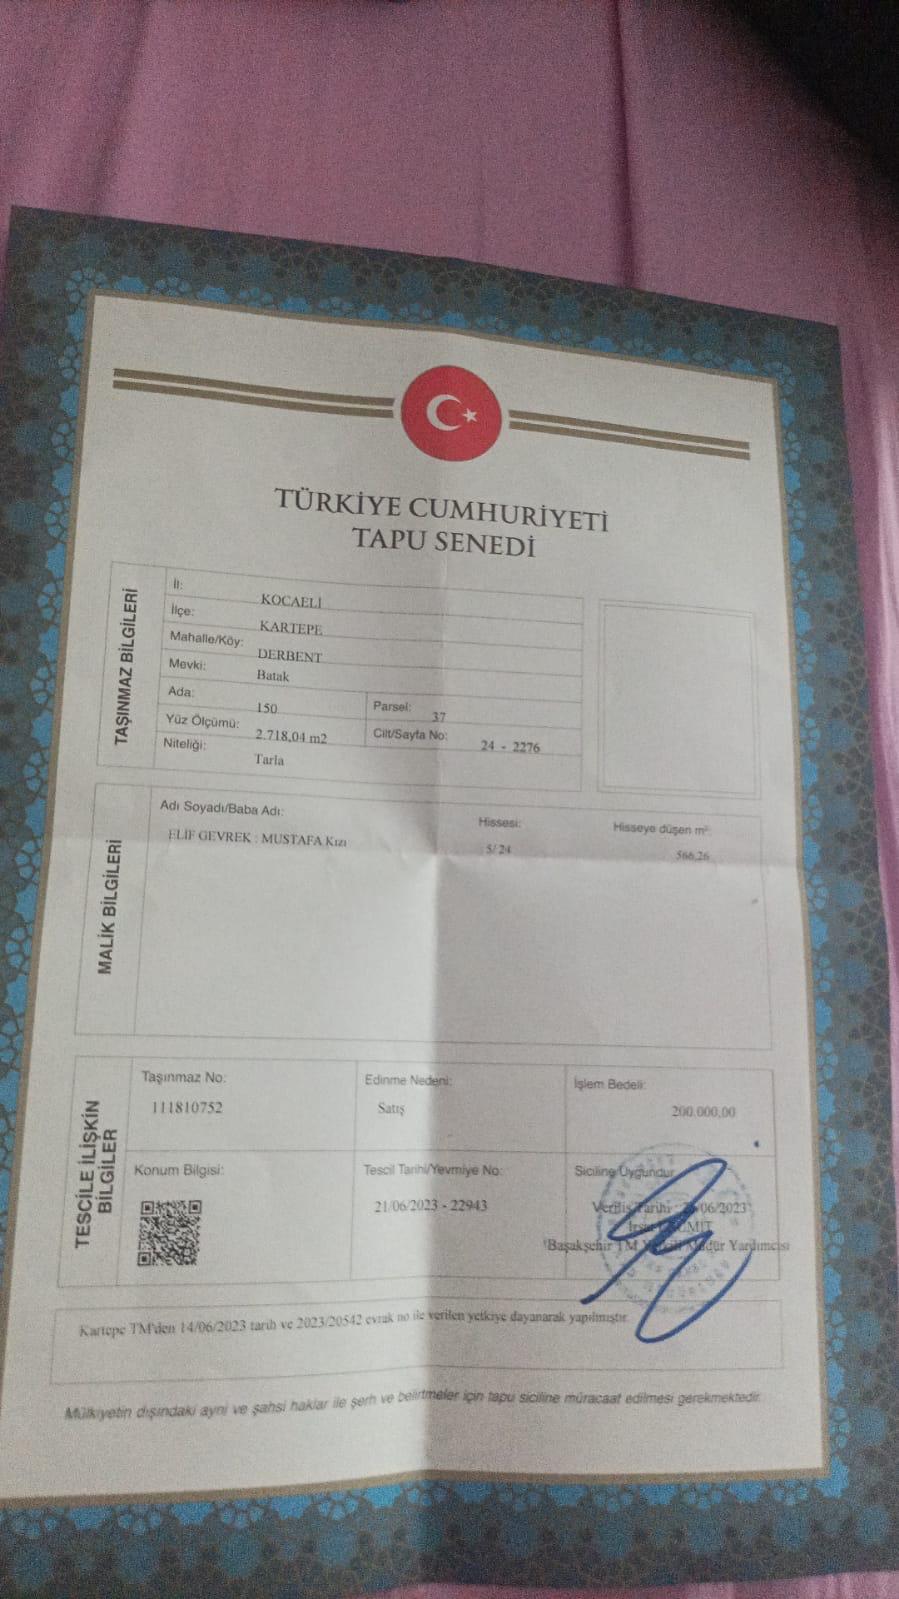 TÜRKİYE CUMHURİYETİ
TAPU SENEDİ
TAŞINMAZ BİLGİLERİ
İl: KOCAELİ
İlçe: KARTEPE
Mahalle/Köy: DERBENT
Mevki: Batak
Ada: 150 Parsel: 37
Yüz Ölçümü: 2.718,04 m2 Cilt/Sayfa No: 24 - 2276
Niteliği: Tarla
MALİK BİLGİLERİ
Adı Soyadı/Baba Adı: Hissesi: Hisseye düşen m²:
ELİF GEVREK : MUSTAFA Kızı 5/24 566,26
TESCİLE İLİŞKİN
BİLGİLER
Taşınmaz No: Edinme Nedeni: İşlem Bedeli:
111810752 Satış 200.000,00
Konum Bilgisi: Tescil Tarihi/Yevmiye No: Siciline Uygundur
21/06/2023 - 22943 Veriliş Tarihi /06/2023
Başakşehir TM Müdür Yardımcısı
Kartepe TM'den 14/06/2023 tarih ve 2023/20542 evrak no ile verilen yetkiye dayanarak yapılmıştır.
Mülkiyetin dışındaki ayni ve şahsi haklar ile şerh ve belirtmeler için tapu siciline müracaat edilmesi gerekmektedir.